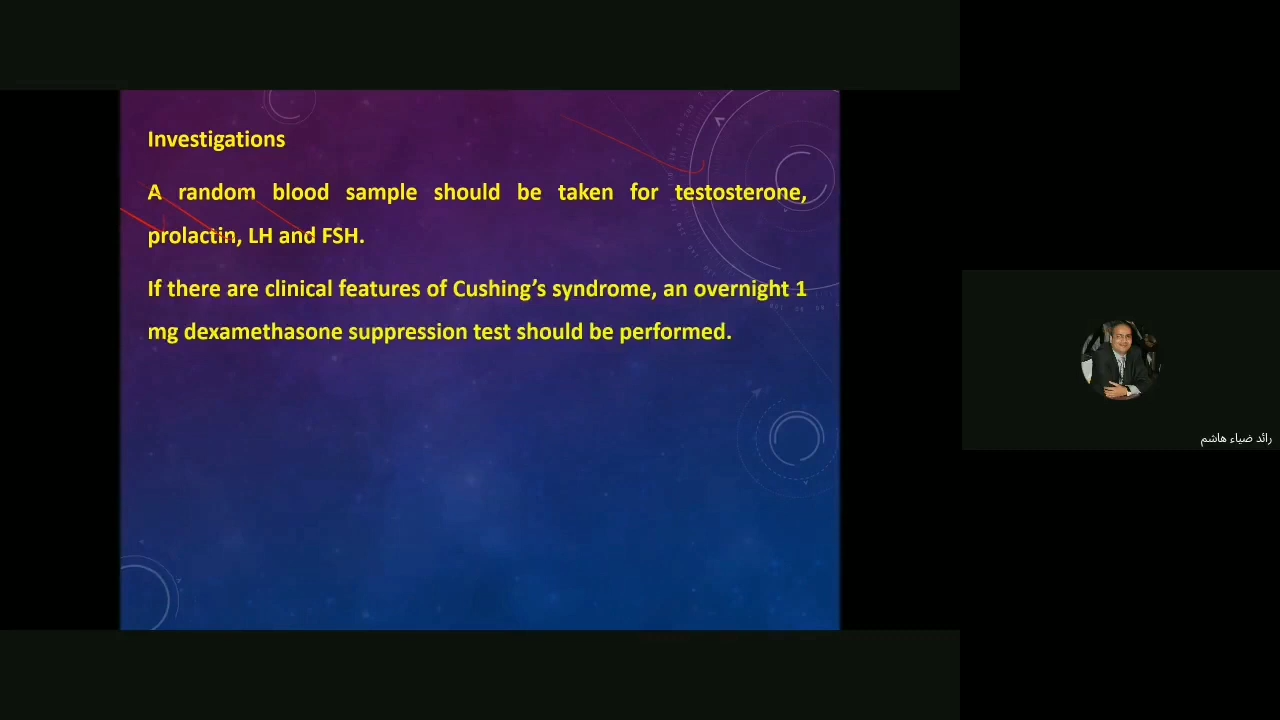 Investigations
A random blood sample should be taken for testosterone,
prolactin, LH and FSH.
If there are clinical features of Cushing’s syndrome, an overnight 1
mg dexamethasone suppression test should be performed.
رائد ضياء هاشم